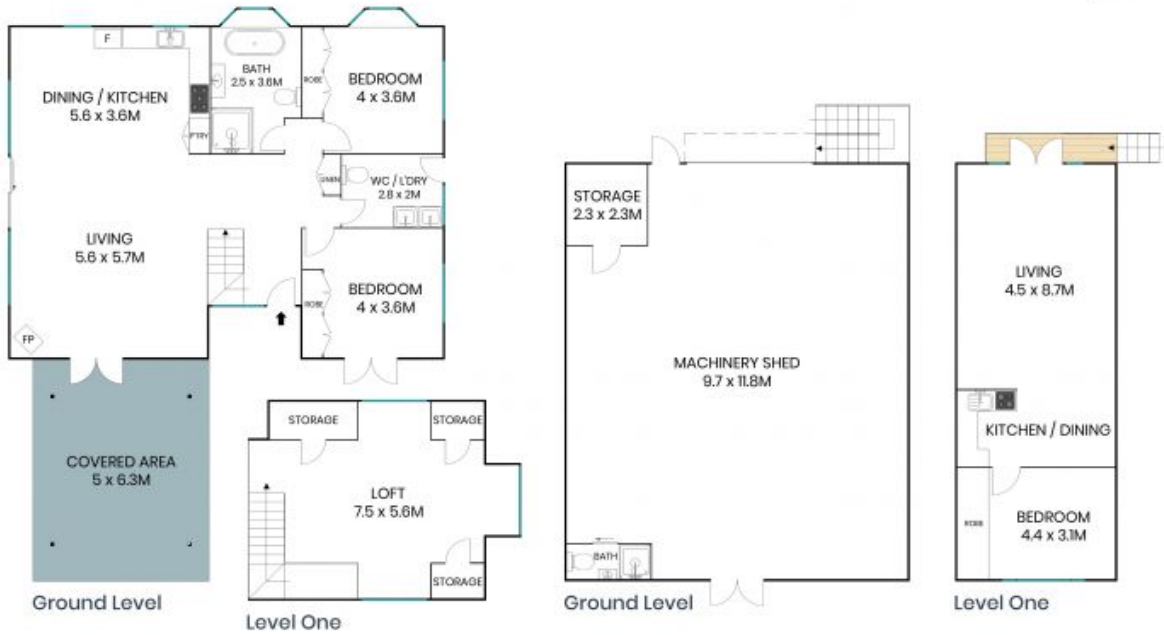 F
BATH
2.5 x 3.6M
ROBE
BEDROOM
4 x 3.6M
DINING / KITCHEN
5.6 x 3.6M
P'TRY
LINEN
WC / L'DRY
2.8 x 2M
LIVING
5.6 x 5.7M
ROBE
BEDROOM
4 x 3.6M
FP
COVERED AREA
5 x 6.3M
Ground Level
STORAGE
STORAGE
LOFT
7.5 x 5.6M
STORAGE
Level One
STORAGE
2.3 x 2.3M
MACHINERY SHED
9.7 x 11.8M
BATH
Ground Level
LIVING
4.5 x 8.7M
KITCHEN / DINING
ROBE
BEDROOM
4.4 x 3.1M
Level One